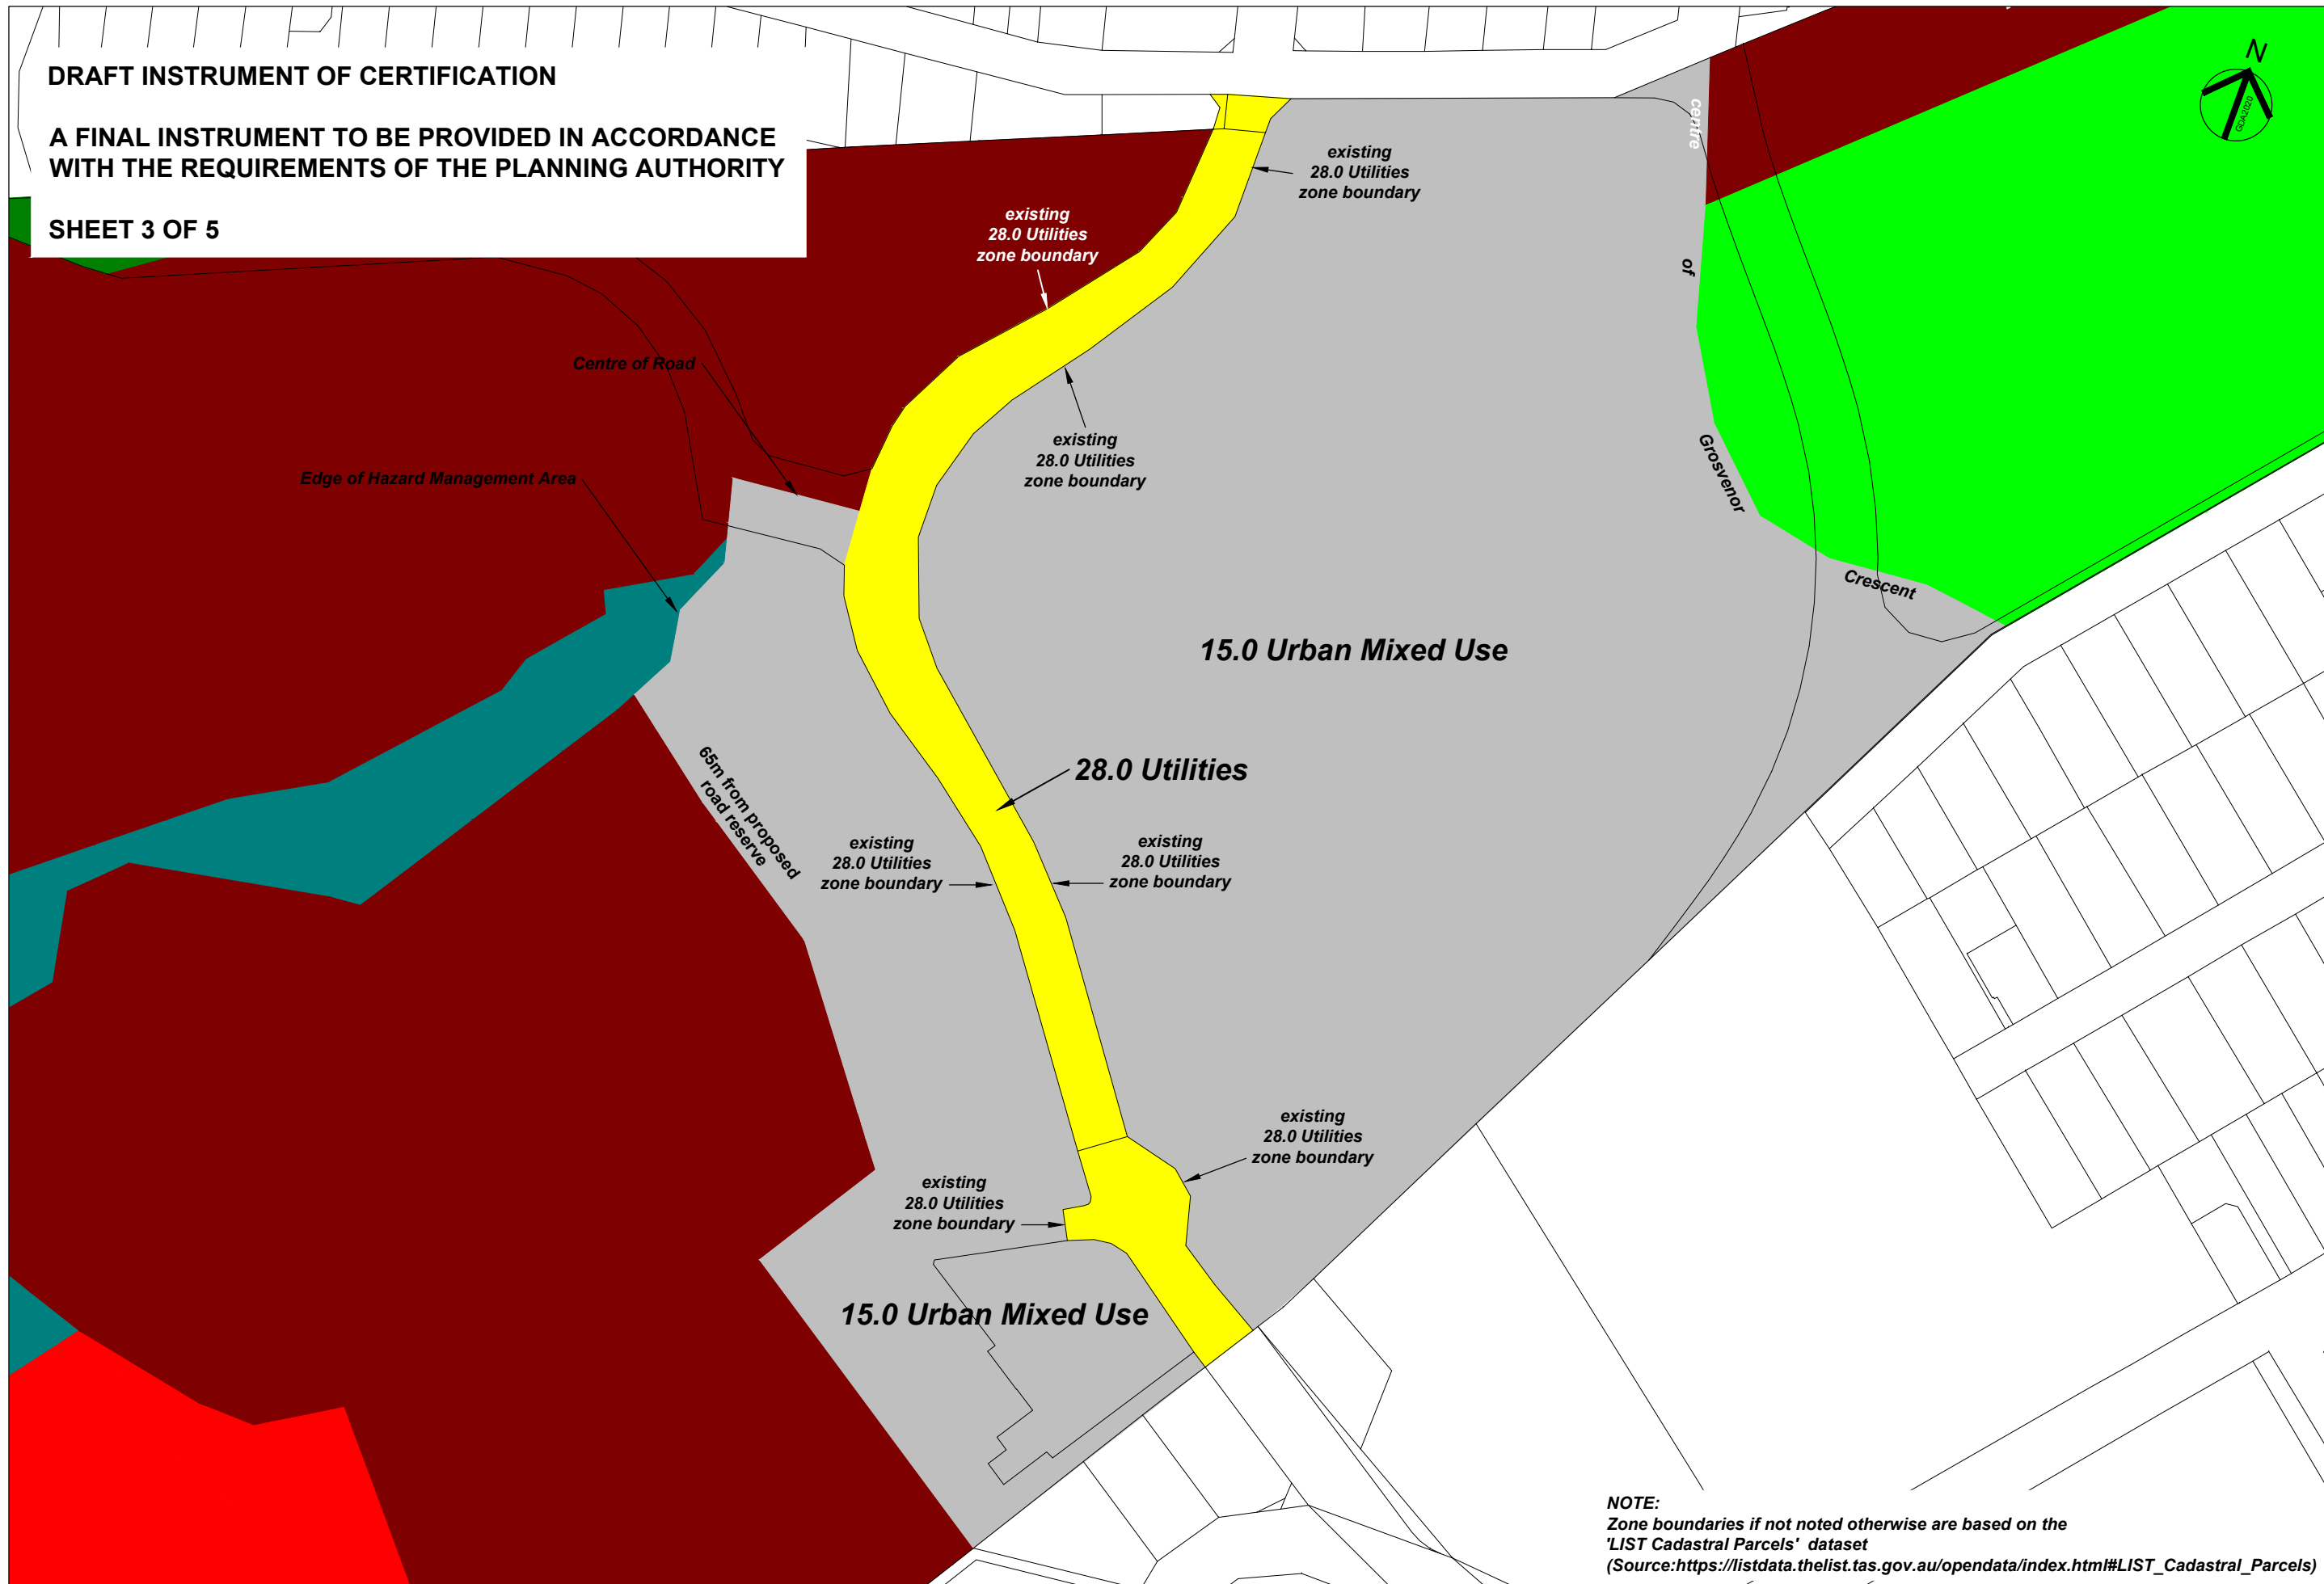 DRAFT INSTRUMENT OF CERTIFICATION
A FINAL INSTRUMENT TO BE PROVIDED IN ACCORDANCE
WITH THE REQUIREMENTS OF THE PLANNING AUTHORITY
SHEET 3 OF 5
N
GDA2020
centre
of
Grosvenor
Crescent
existing
28.0 Utilities
zone boundary
existing
28.0 Utilities
zone boundary
Centre of Road
existing
28.0 Utilities
zone boundary
Edge of Hazard Management Area
15.0 Urban Mixed Use
65m from proposed
road reserve
28.0 Utilities
existing
28.0 Utilities
zone boundary
existing
28.0 Utilities
zone boundary
existing
28.0 Utilities
zone boundary
existing
28.0 Utilities
zone boundary
15.0 Urban Mixed Use
NOTE:
Zone boundaries if not noted otherwise are based on the
'LIST Cadastral Parcels' dataset
(Source:https://listdata.thelist.tas.gov.au/opendata/index.html#LIST_Cadastral_Parcels)